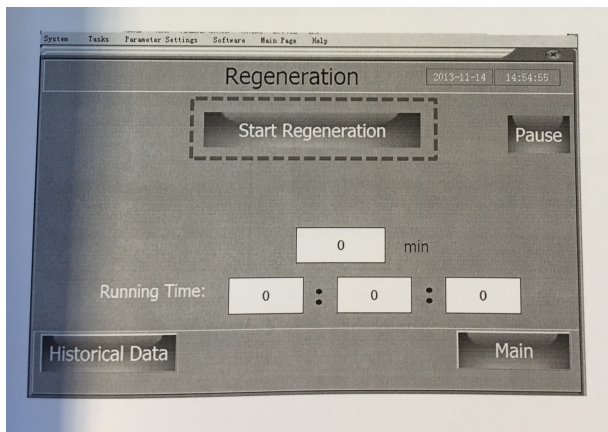 System Tasks Parameter Settings Software Main Page Help
Regeneration 2013-11-14 14:54:55
Start Regeneration Pause
0 min
Running Time: 0 : 0 : 0
Historical Data Main